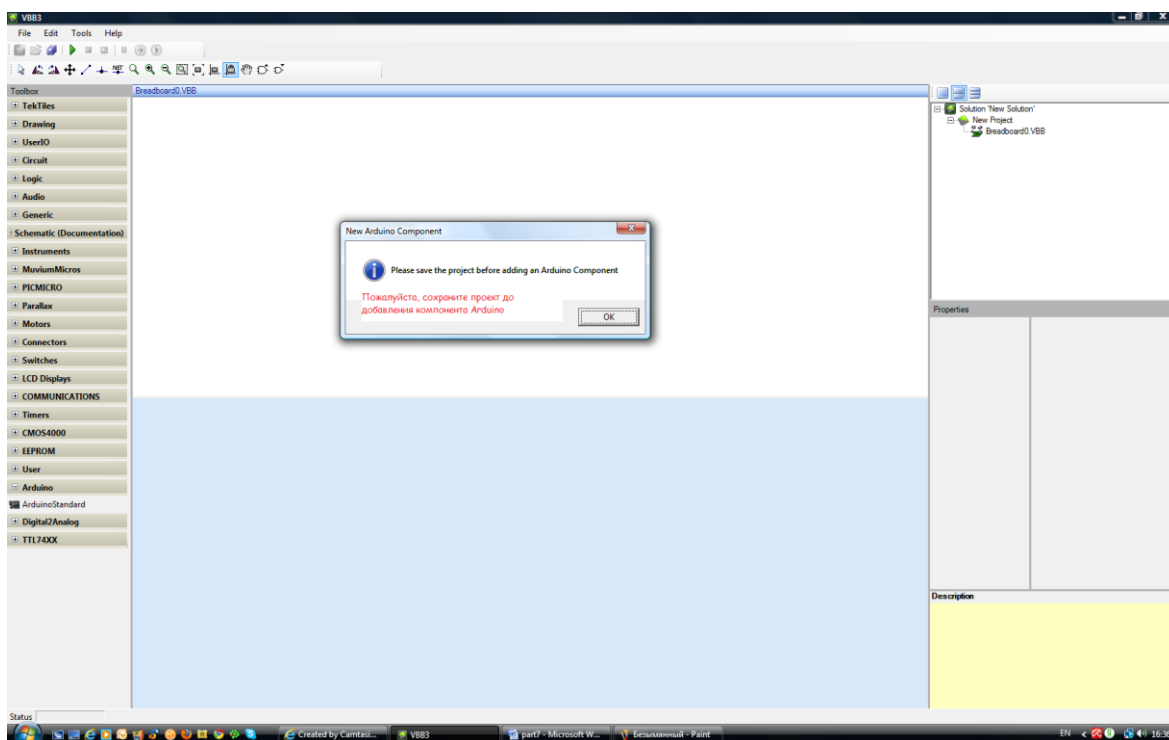 VBB3
File Edit Tools Help
NET
Toolbox
TekTiles
Drawing
UserIO
Circuit
Logic
Audio
Generic
Schematic (Documentation)
Instruments
MuviumMicros
PICMICRO
Parallax
Motors
Connectors
Switches
LCD Displays
COMMUNICATIONS
Timers
CMOS4000
EEPROM
User
Arduino
ArduinoStandard
Digital2Analog
TTL74XX
Breadboard0.VBB
New Arduino Component
Please save the project before adding an Arduino Component
Пожалуйста, сохраните проект до
добавления компонента Arduino
OK
Solution 'New Solution'
New Project
Breadboard0.VBB
Properties
Description
Status
Created by Camtasi...
VBB3
part7 - Microsoft W...
Безымянный - Paint
EN